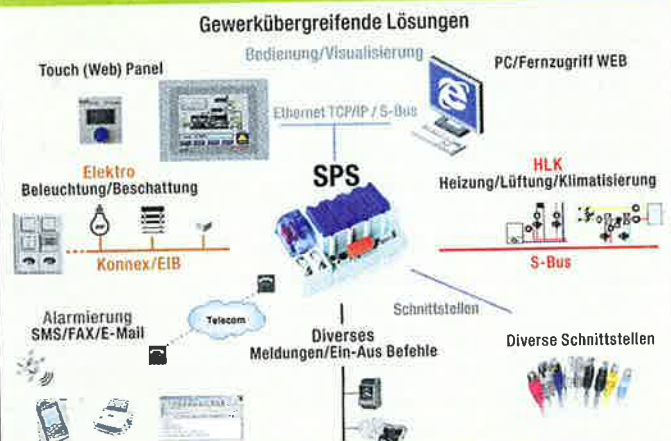 Gewerkübergreifende Lösungen
Bedienung/Visualisierung
Touch (Web) Panel
PC/Fernzugriff WEB
Ethernet TCP/IP / S-Bus
SPS
Elektro
Beleuchtung/Beschattung
HLK
Heizung/Lüftung/Klimatisierung
Konnex/EIB
S-Bus
Alarmierung
SMS/FAX/E-Mail
Telecom
Schnittstellen
Diverses
Meldungen/Ein-Aus Befehle
Diverse Schnittstellen